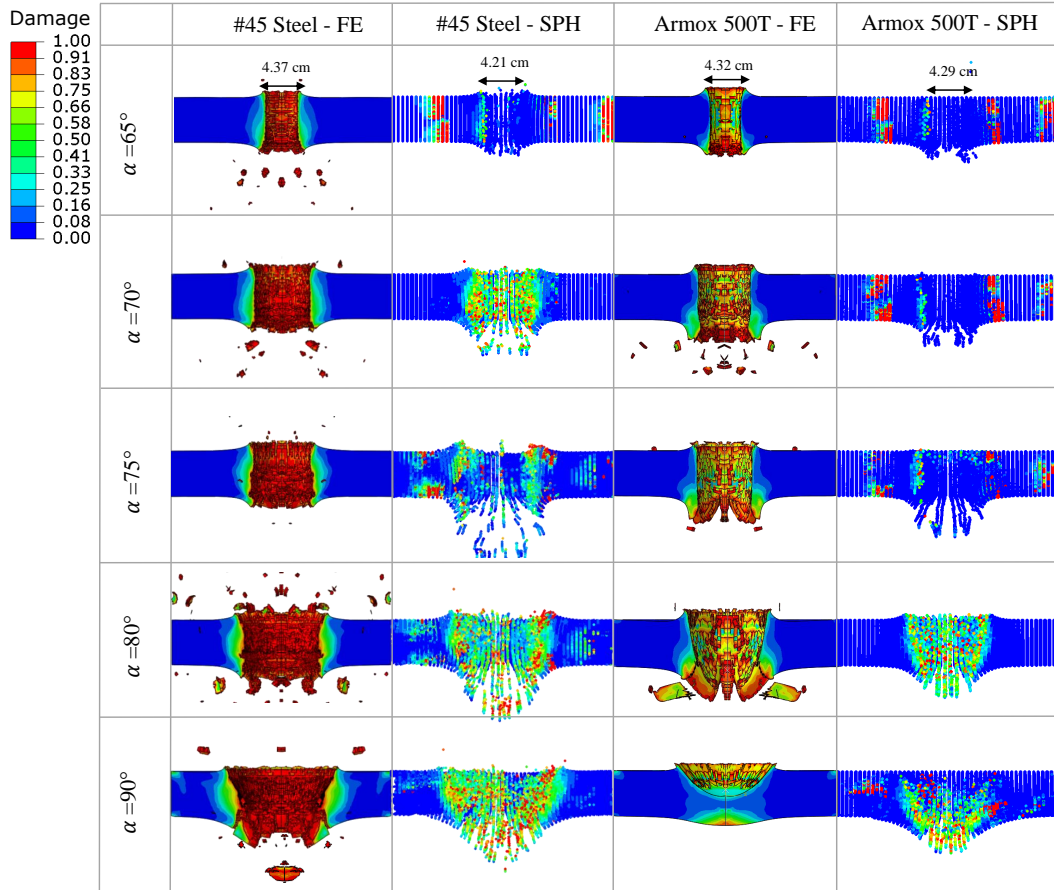 Damage
1.00
0.91
0.83
0.75
0.66
0.58
0.50
0.41
0.33
0.25
0.16
0.08
0.00
#45 Steel - FE
#45 Steel - SPH
Armox 500T - FE
Armox 500T - SPH
α=65°
4.37 cm
4.21 cm
4.32 cm
4.29 cm
α=70°
α=75°
α=80°
α=90°